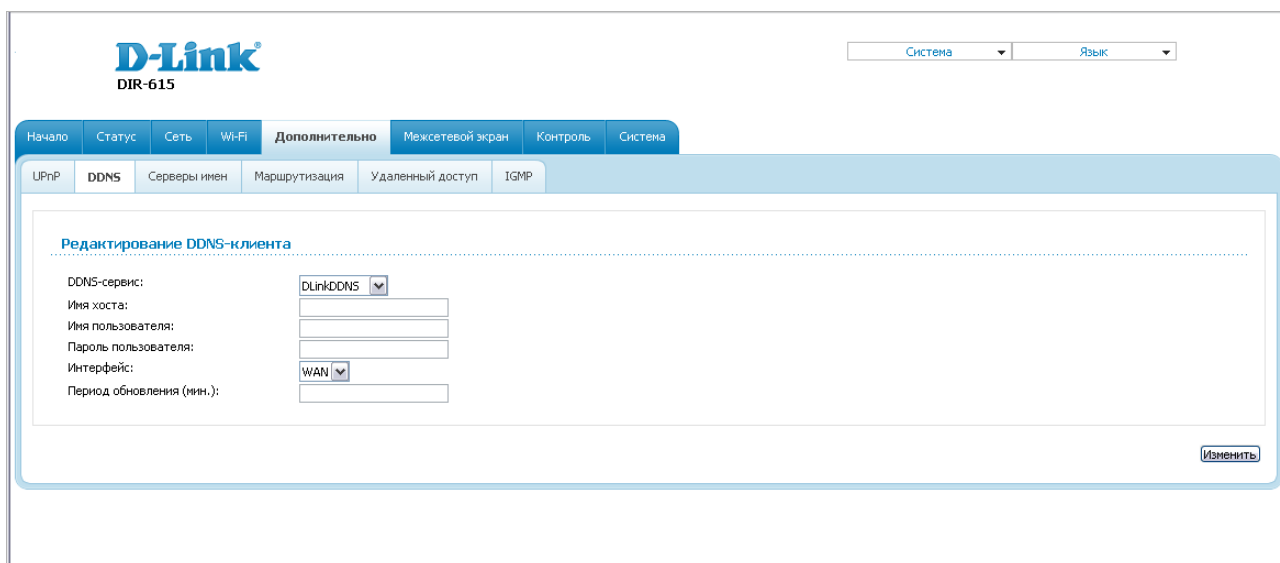 D-Link®
DIR-615
Система Язык
Начало Статус Сеть Wi-Fi Дополнительно Межсетевой экран Контроль Система
UPnP DDNS Серверы имен Маршрутизация Удаленный доступ IGMP
Редактирование DDNS-клиента
DDNS-сервис: DLinkDDNS
Имя хоста:
Имя пользователя:
Пароль пользователя:
Интерфейс: WAN
Период обновления (мин.):
Изменить